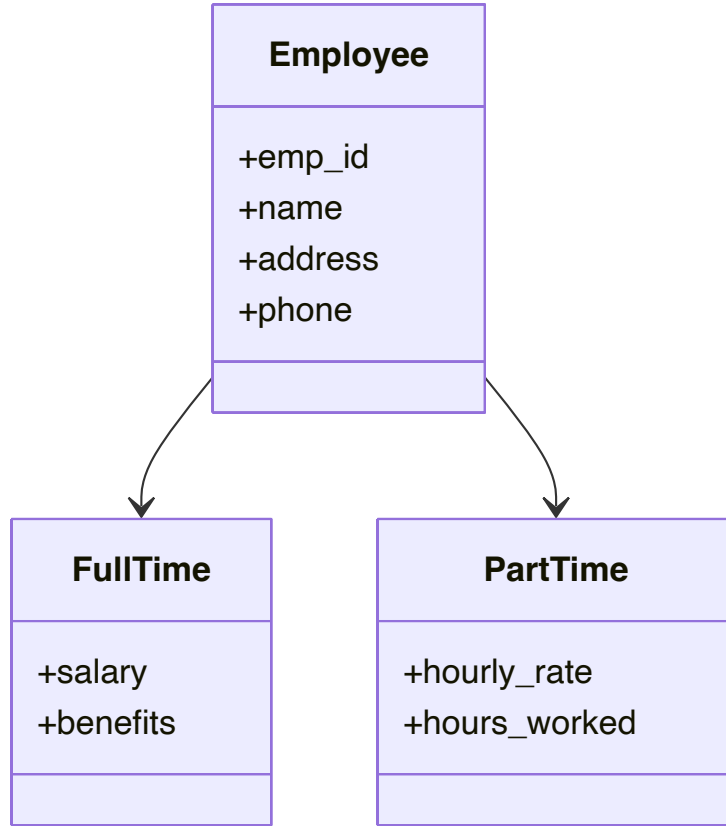 Employee
+emp_id
+name
+address
+phone
FullTime
+salary
+benefits
PartTime
+hourly_rate
+hours_worked